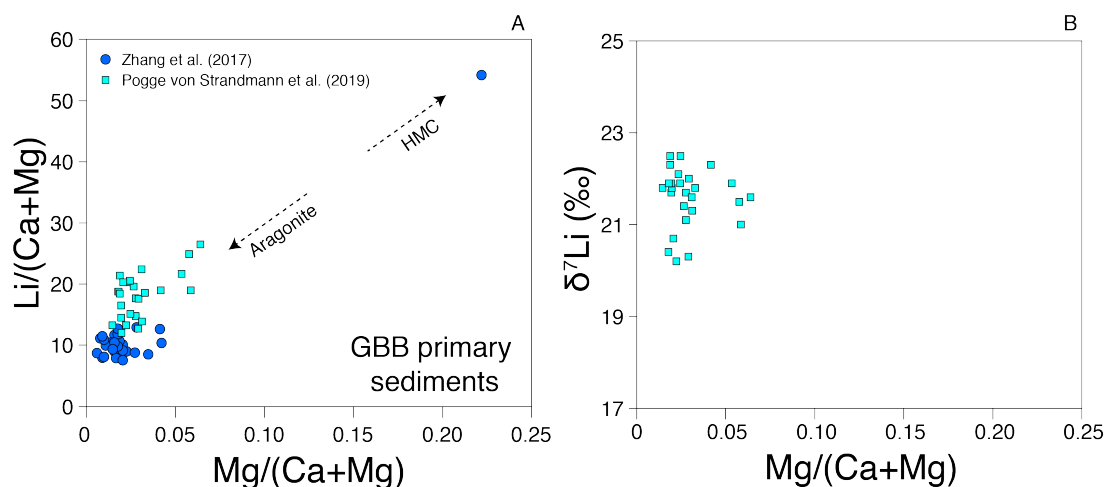 A
60
50
40
30
20
10
0
Li/(Ca+Mg)
Zhang et al. (2017)
Pogge von Strandmann et al. (2019)
HMC
Aragonite
GBB primary
sediments
0 0.05 0.10 0.15 0.20 0.25
Mg/(Ca+Mg)
B
25
23
21
19
17
δ⁷Li (‰)
0 0.05 0.10 0.15 0.20 0.25
Mg/(Ca+Mg)